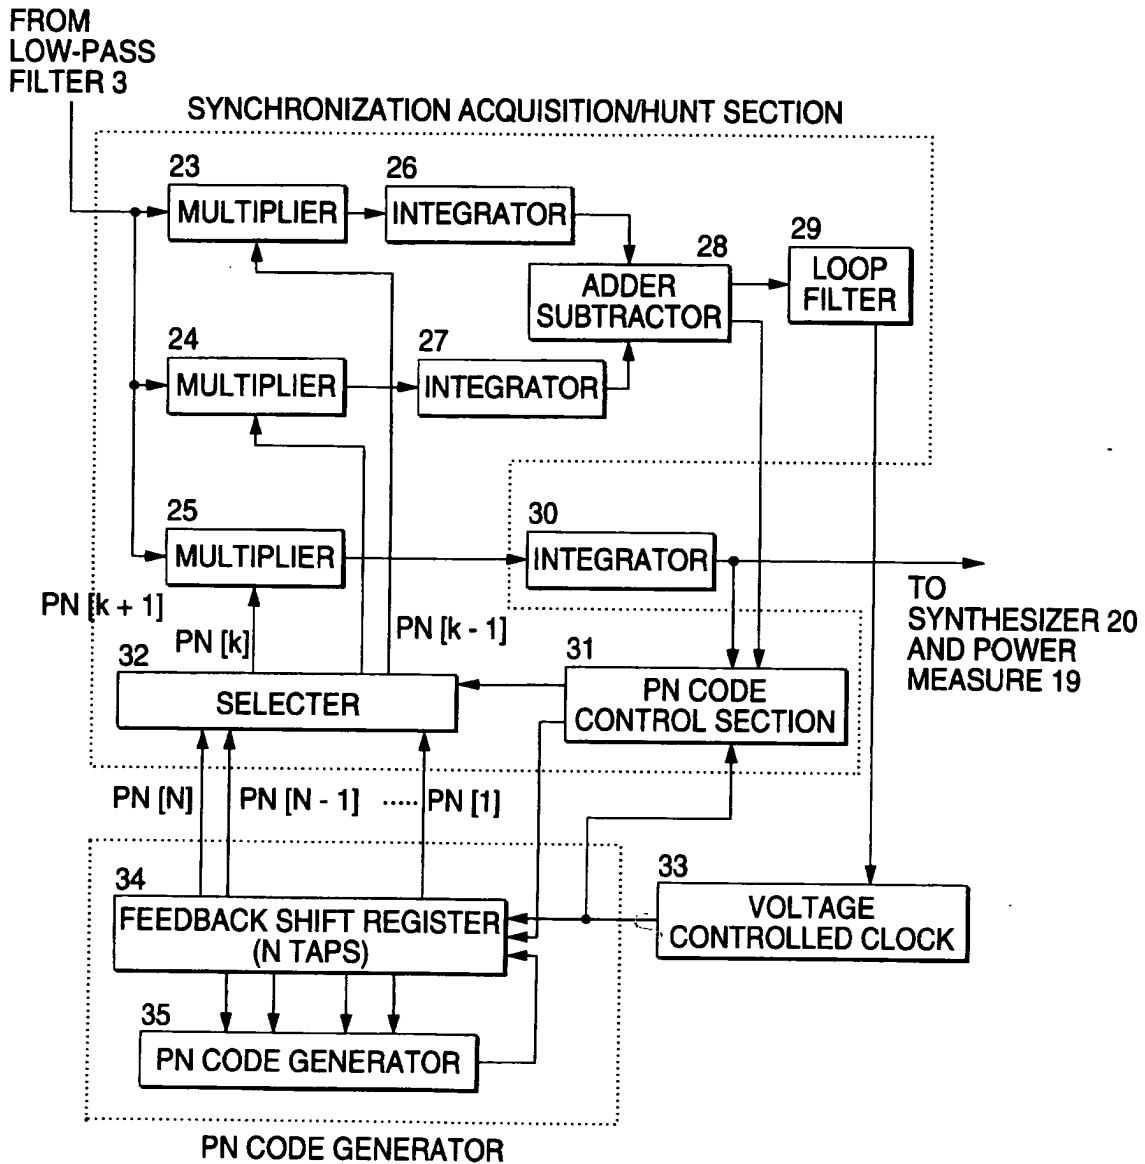 FROM
LOW-PASS
FILTER 3
SYNCHRONIZATION ACQUISITION/HUNT SECTION
23
MULTIPLIER
26
INTEGRATOR
28
ADDER
SUBTRACTOR
29
LOOP
FILTER
24
MULTIPLIER
27
INTEGRATOR
25
MULTIPLIER
30
INTEGRATOR
TO
SYNTHESIZER 20
AND POWER
MEASURE 19
PN [k + 1]
PN [k]
PN [k - 1]
32
SELECTER
31
PN CODE
CONTROL SECTION
PN [N]
PN [N - 1]
.....
PN [1]
34
FEEDBACK SHIFT REGISTER
(N TAPS)
33
VOLTAGE
CONTROLLED CLOCK
35
PN CODE GENERATOR
PN CODE GENERATOR